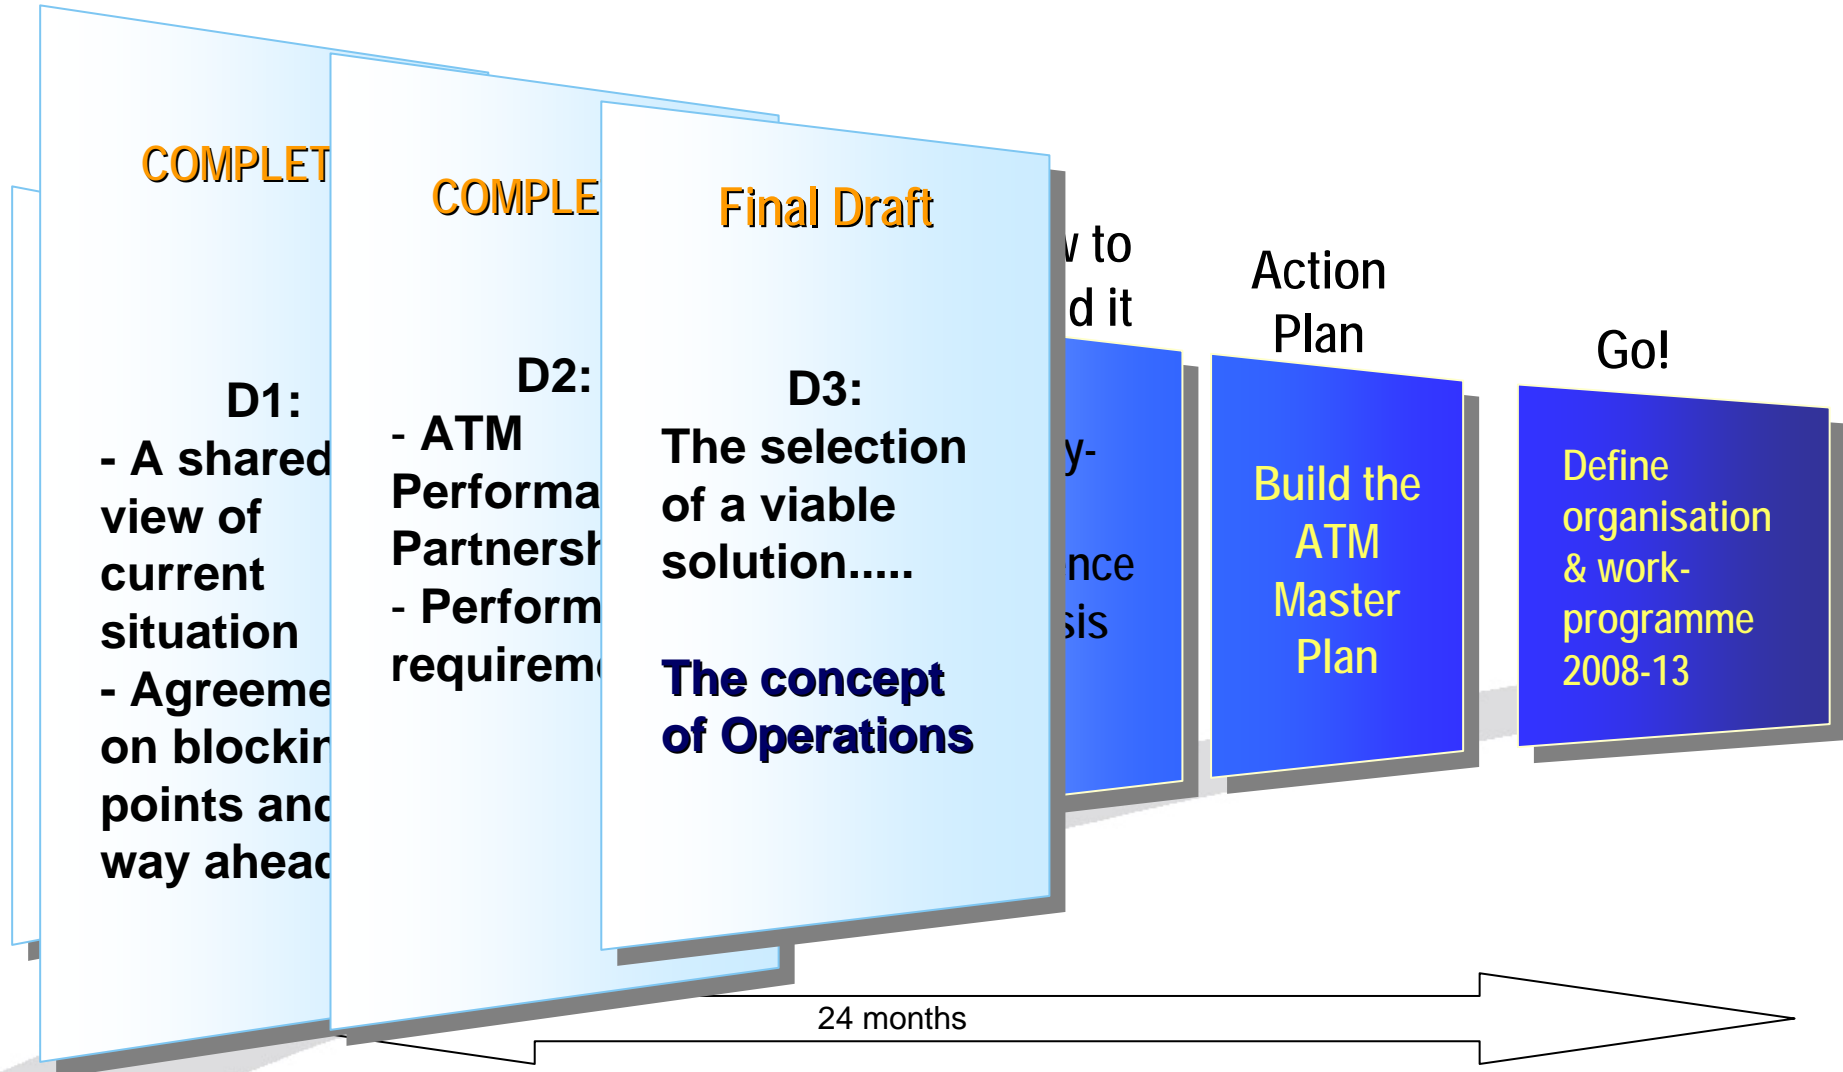 COMPLET
D1:
- A shared
view of
current
situation
- Agreeme
on blockin
points and
way ahead
COMPLE
D2:
- ATM
Performa
Partnersh
- Perform
requireme
Final Draft
D3:
The selection
of a viable
solution.....
The concept
of Operations
to
d it
y-
ence
sis
Action
Plan
Build the
ATM
Master
Plan
Go!
Define
organisation
& work-
programme
2008-13
24 months